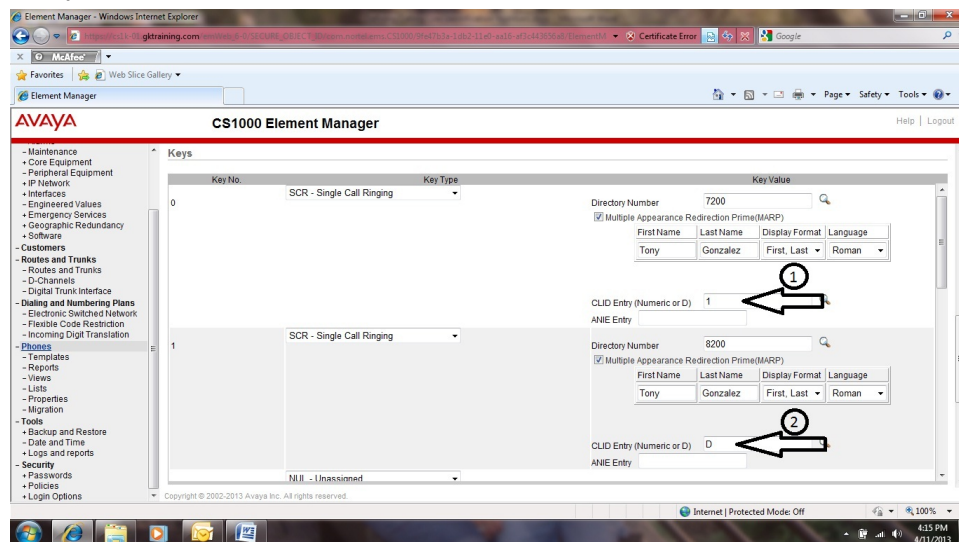 Element Manager - Windows Internet Explorer
gktraining.com
Certificate Error
Google
McAfee
Favorites
Web Slice Gallery
Element Manager
Page
Safety
Tools
AVAYA
CS1000 Element Manager
Help | Logout
- Maintenance
+ Core Equipment
- Peripheral Equipment
+ IP Network
+ Interfaces
- Engineered Values
+ Emergency Services
+ Geographic Redundancy
+ Software
- Customers
- Routes and Trunks
- Routes and Trunks
- D-Channels
- Digital Trunk Interface
- Dialing and Numbering Plans
- Electronic Switched Network
- Flexible Code Restriction
- Incoming Digit Translation
- Phones
- Templates
- Reports
- Views
- Lists
- Properties
- Migration
- Tools
+ Backup and Restore
- Date and Time
+ Logs and reports
- Security
+ Passwords
+ Policies
+ Login Options
Keys
Key No. Key Type Key Value
0 SCR - Single Call Ringing
Directory Number 7200
Multiple Appearance Redirection Prime(MARP)
First Name Last Name Display Format Language
Tony Gonzalez First, Last Roman
1
CLID Entry (Numeric or D) 1
ANIE Entry
1 SCR - Single Call Ringing
Directory Number 8200
Multiple Appearance Redirection Prime(MARP)
First Name Last Name Display Format Language
Tony Gonzalez First, Last Roman
2
CLID Entry (Numeric or D) D
ANIE Entry
NUL - Unassigned
Copyright © 2002-2013 Avaya Inc. All rights reserved.
Internet | Protected Mode: Off
100%
4:15 PM
4/11/2013